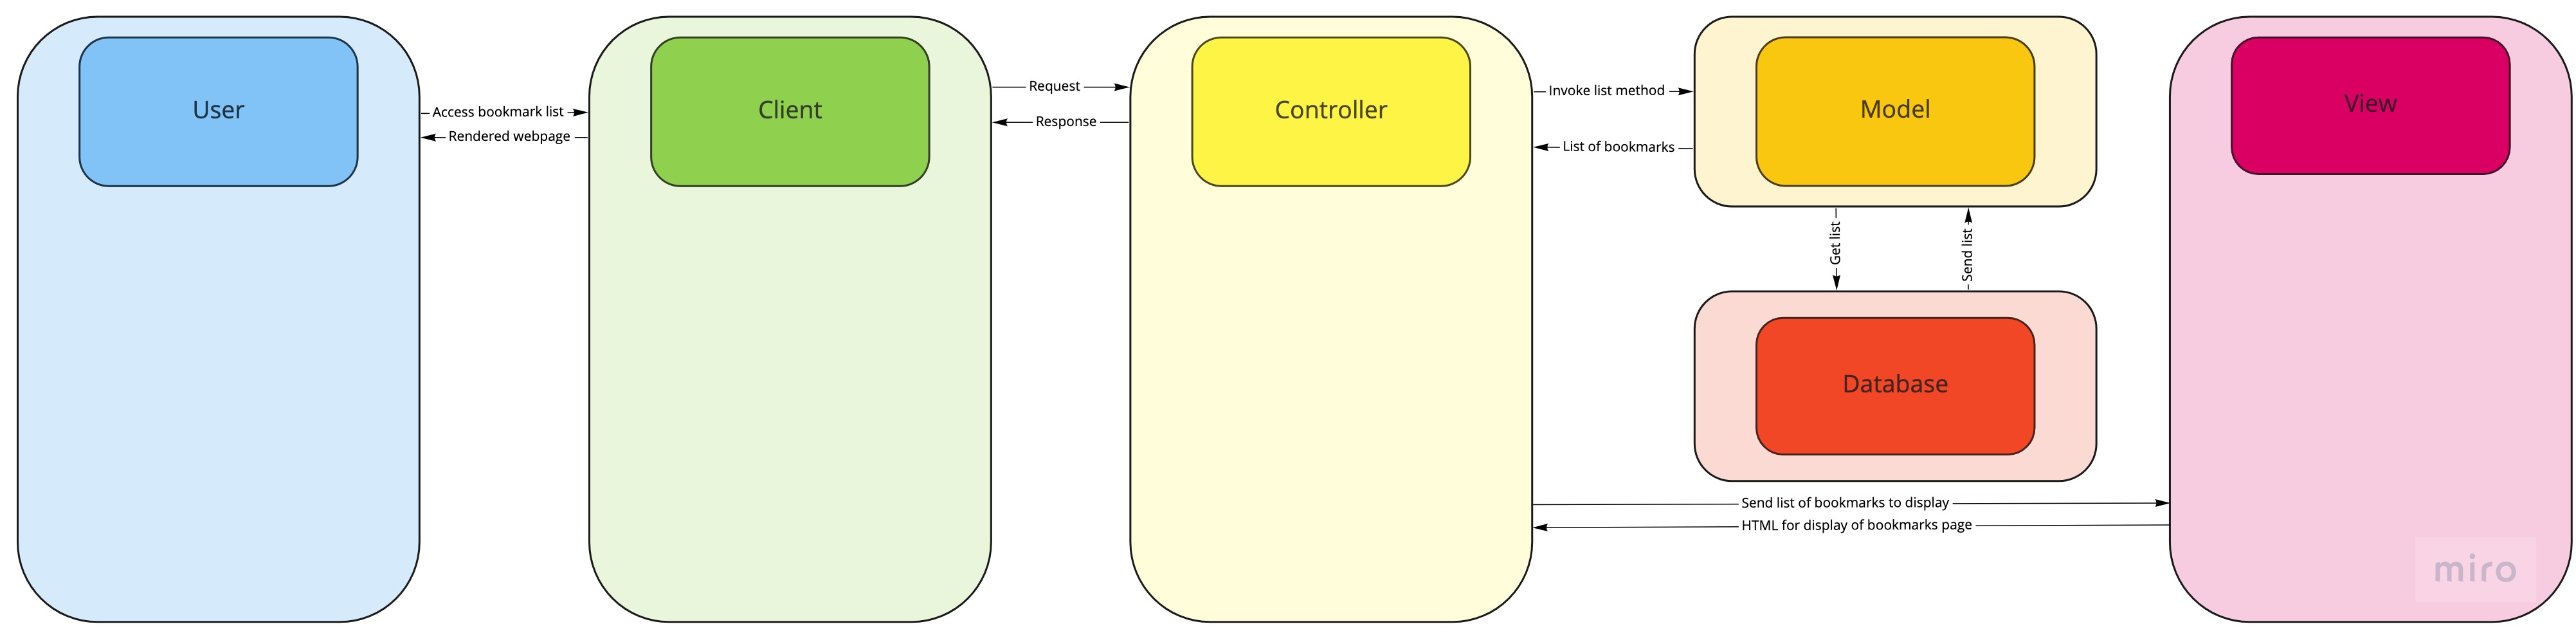 User
Access bookmark list
Rendered webpage
Client
Request
Response
Controller
Invoke list method
List of bookmarks
Model
Get list
Send list
Database
Send list of bookmarks to display
HTML for display of bookmarks page
View
miro